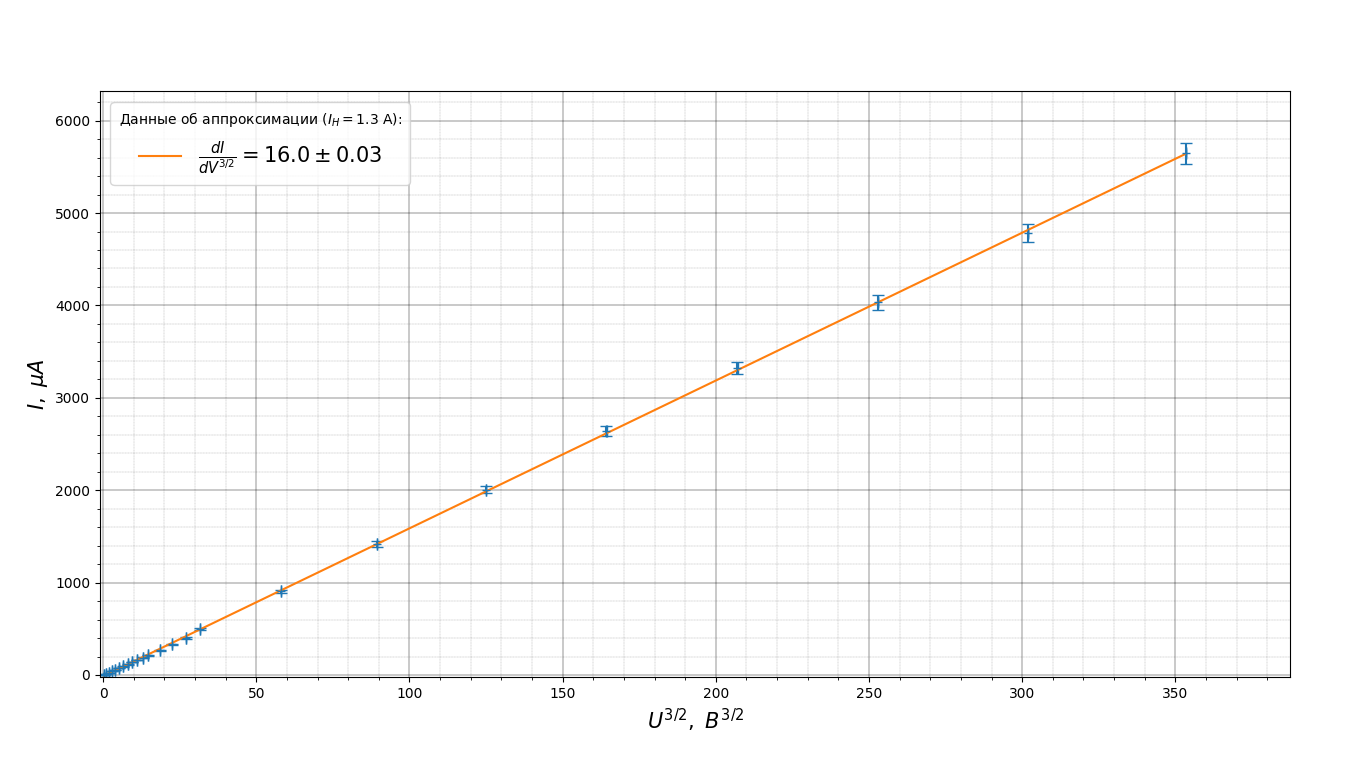 Данные об аппроксимации (I_H = 1.3 А):
dI/dV^{3/2} = 16.0 ± 0.03
6000
5000
4000
3000
2000
1000
0
I, μA
0 50 100 150 200 250 300 350
U^{3/2}, B^{3/2}